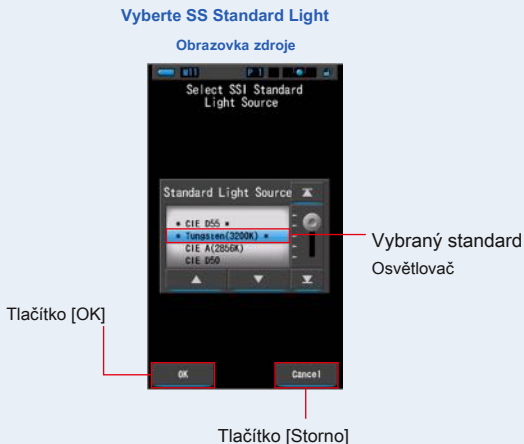 Vyberte SS Standard Light
Obrazovka zdroje
P 1
Select SSI Standard
Light Source
Standard Light Source
* CIE D55 *
* Tungsten(3200K) *
CIE A(2856K)
CIE D50
Vybraný standard
Osvětlovač
Tlačítko [OK]
OK
Cancel
Tlačítko [Storno]